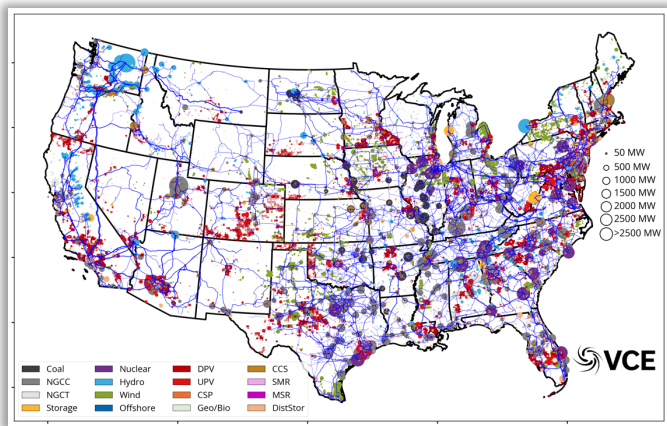 50 MW
500 MW
1000 MW
1500 MW
2000 MW
2500 MW
>2500 MW
VCE
Coal Nuclear DPV CCS
NGCC Hydro UPV SMR
NGCT Wind CSP MSR
Storage Offshore Geo/Bio DistStor